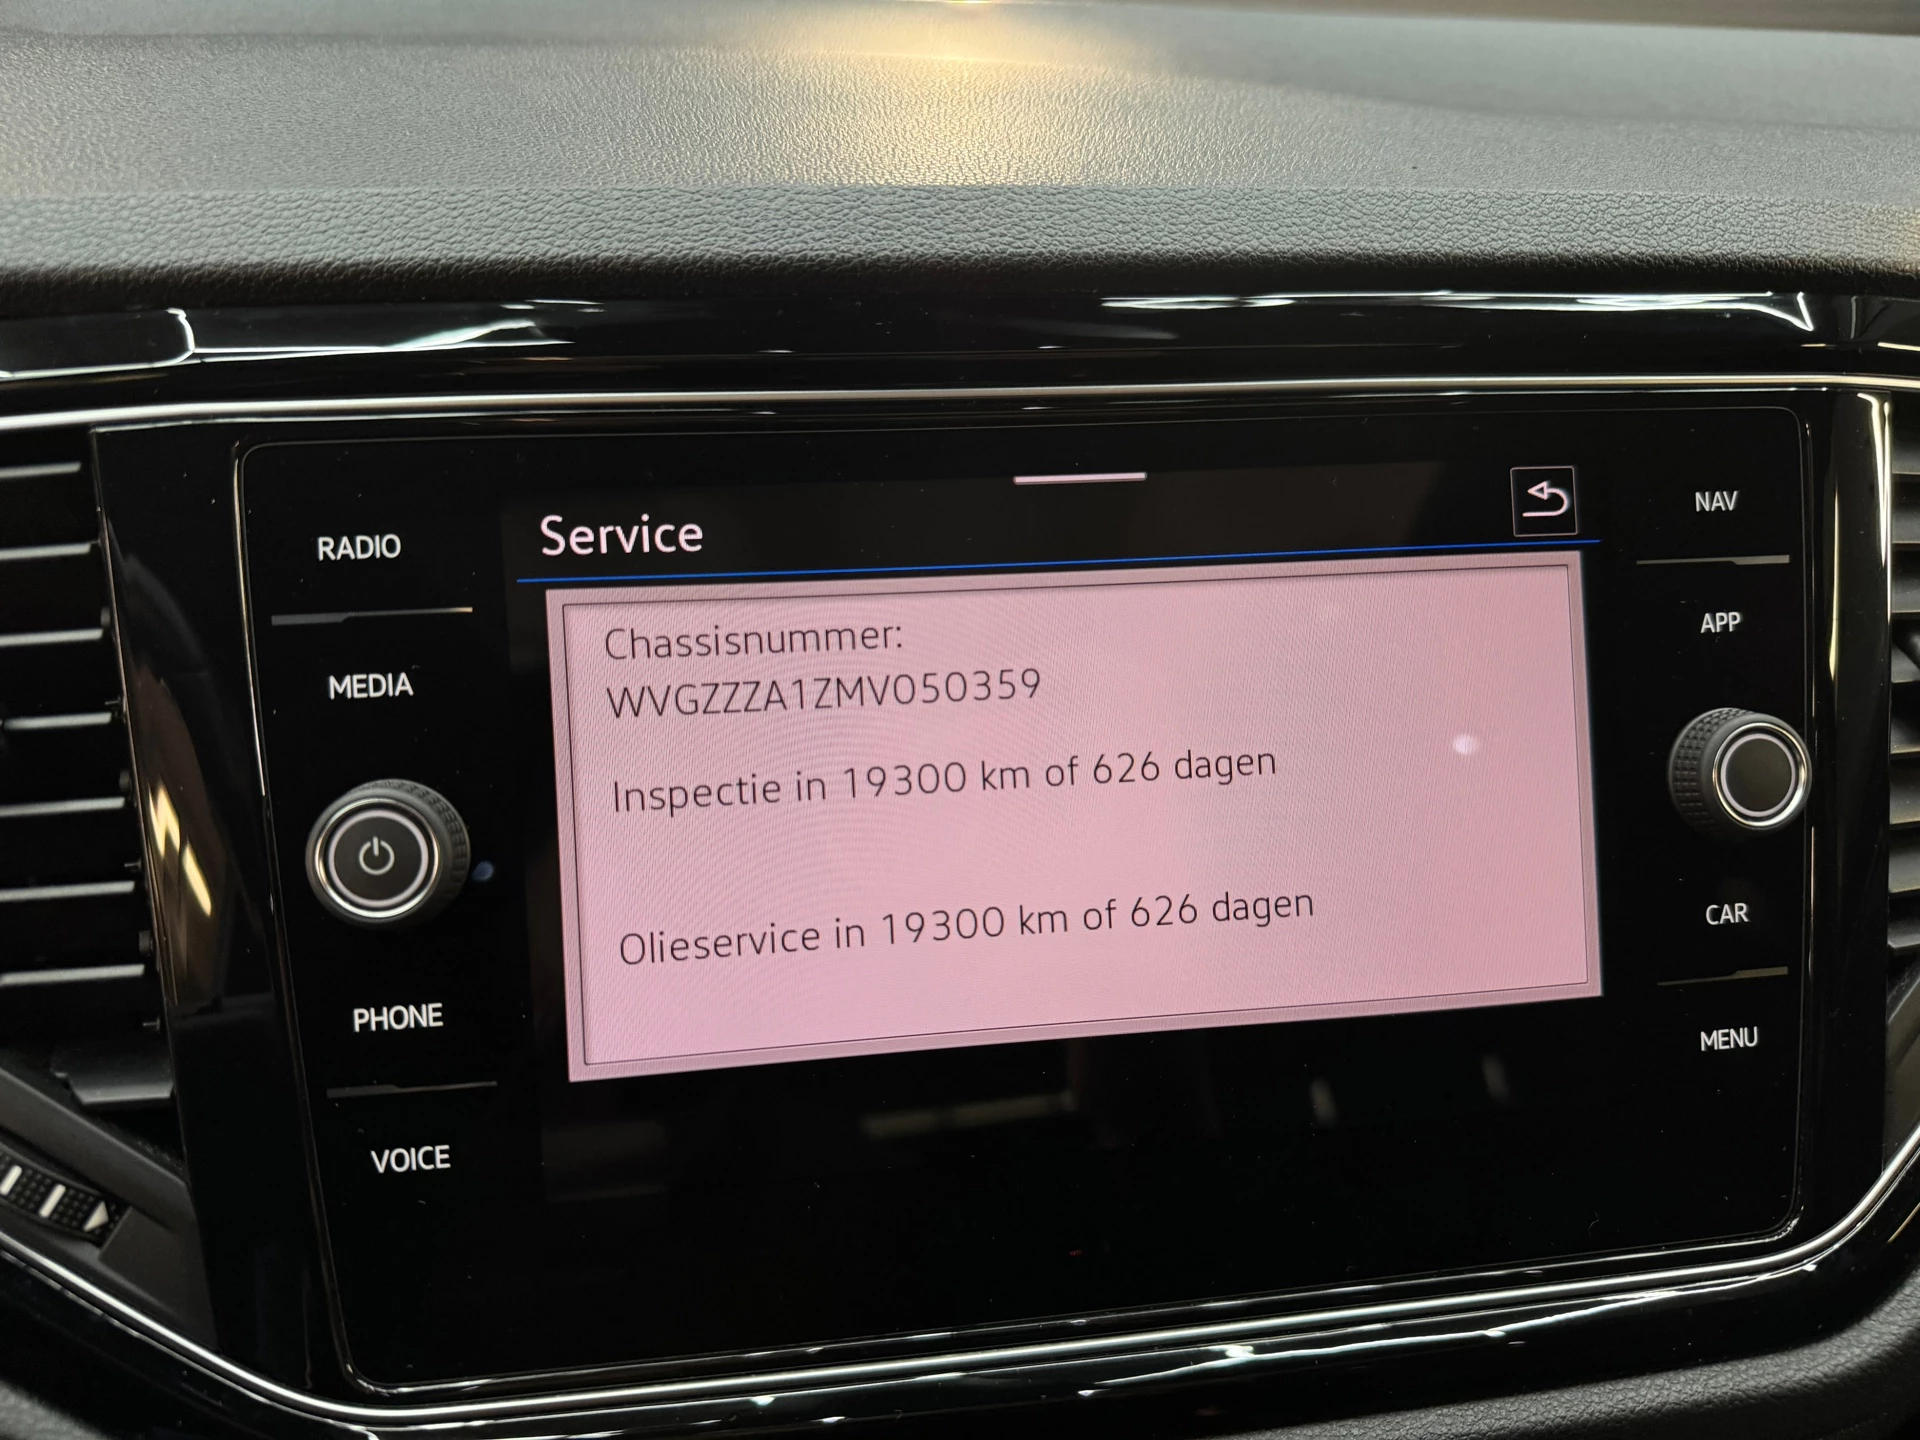 RADIO
MEDIA
PHONE
VOICE
Service
Chassisnummer:
WVGZZZA1ZMV050359
Inspectie in 19300 km of 626 dagen
Olieservice in 19300 km of 626 dagen
NAV
APP
CAR
MENU